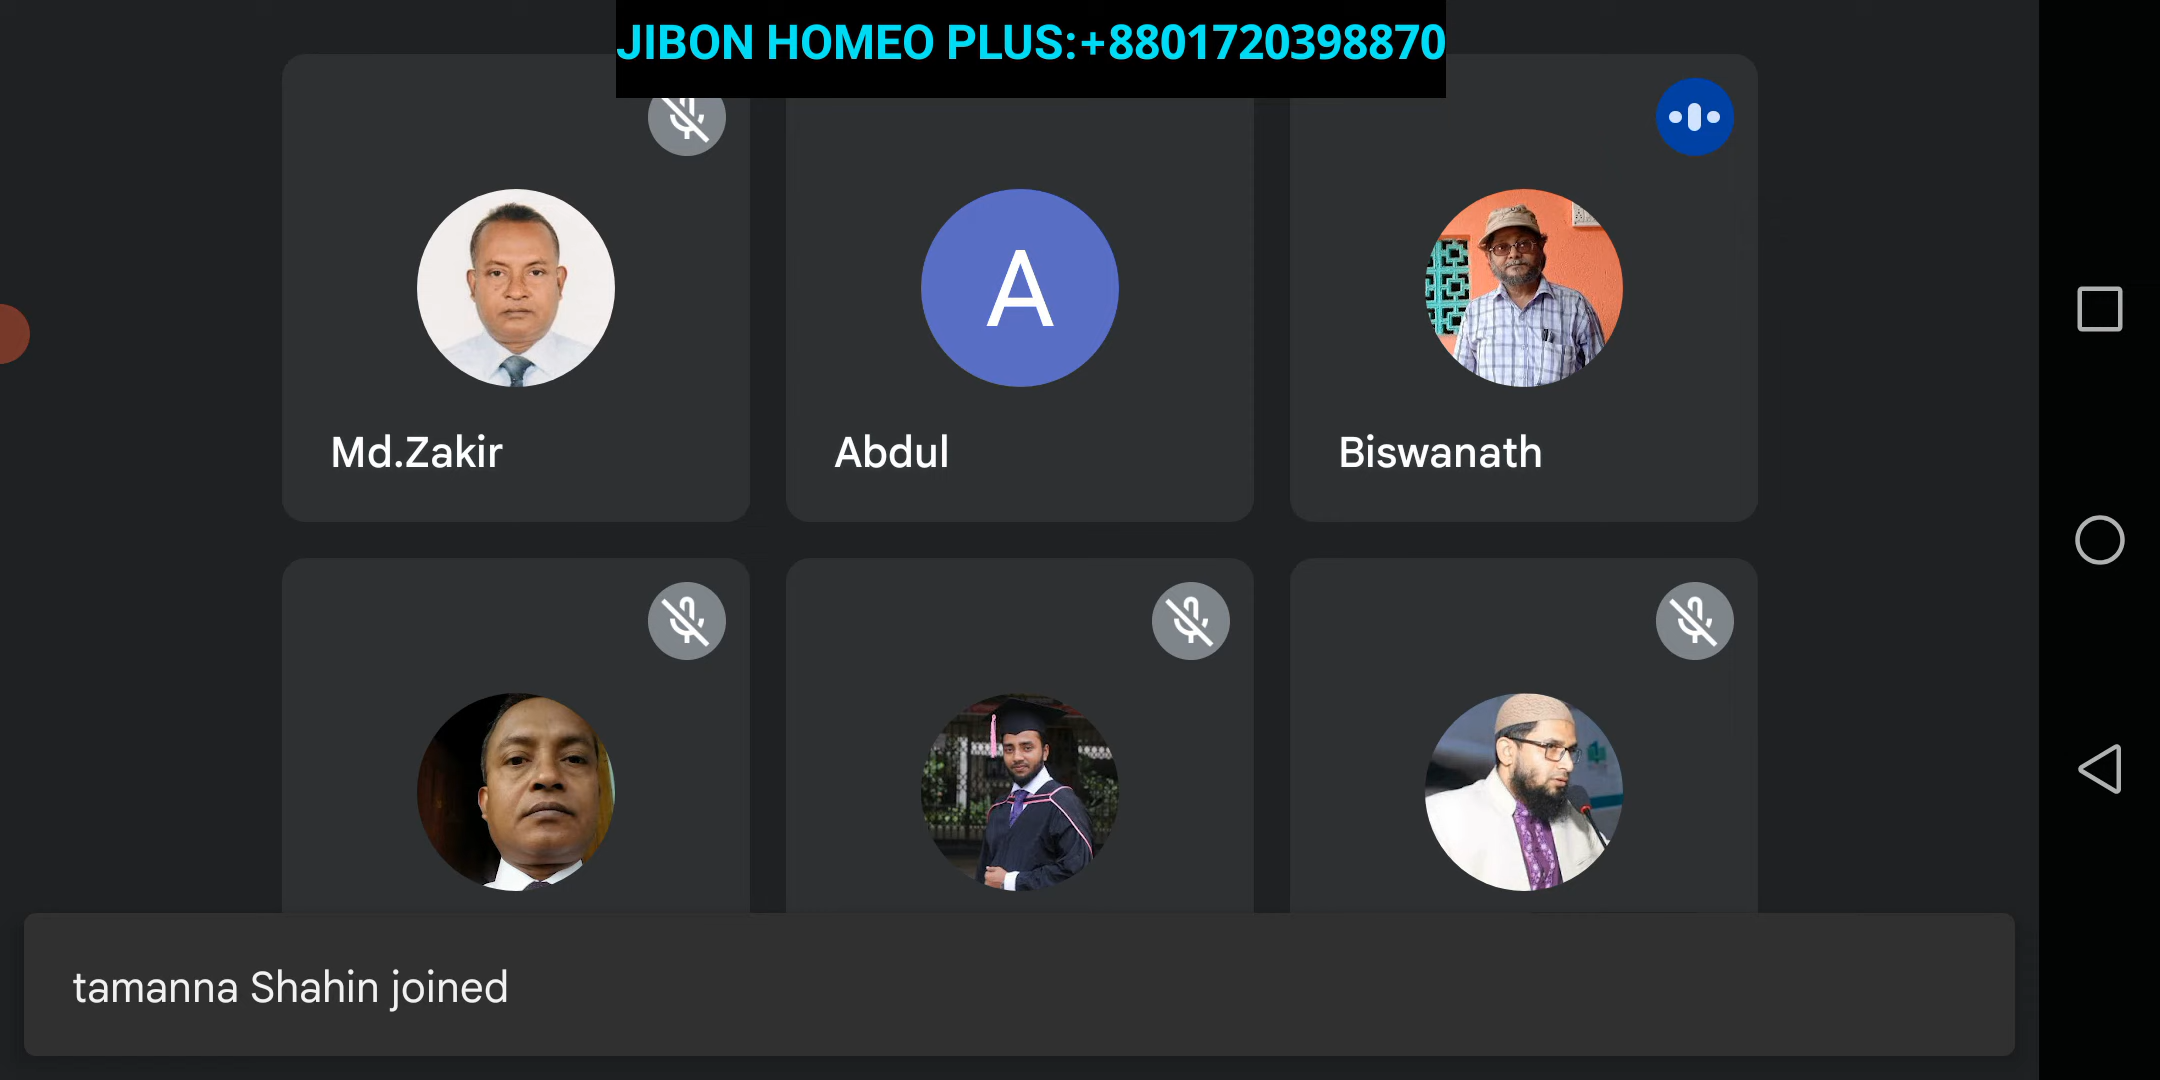 JIBON HOMEO PLUS:+8801720398870
A
Md.Zakir
Abdul
Biswanath
tamanna Shahin joined